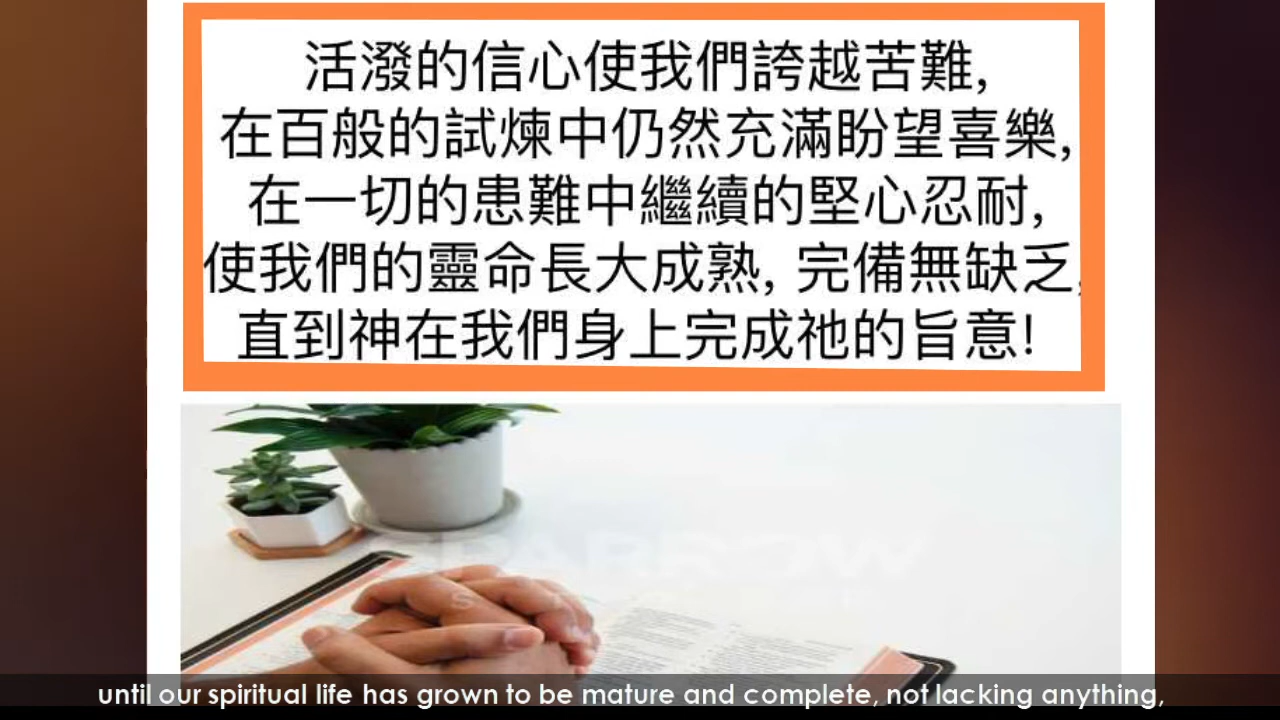 活潑的信心使我們誇越苦難,
在百般的試煉中仍然充滿盼望喜樂,
在一切的患難中繼續的堅心忍耐,
使我們的靈命長大成熟, 完備無缺乏,
直到神在我們身上完成祂的旨意!
SPARROW
until our spiritual life has grown to be mature and complete, not lacking anything,